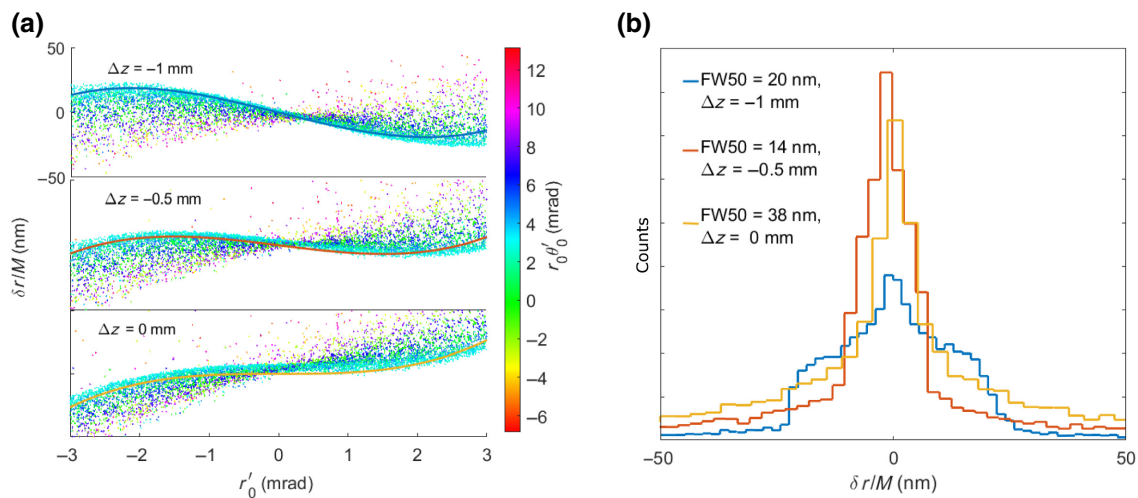 (a)
50
0
−50
Δz = −1 mm
Δz = −0.5 mm
Δz = 0 mm
δr/M (nm)
−3
−2
−1
0
1
2
3
r′0 (mrad)
12
10
8
6
4
2
0
−2
−4
−6
r0θ′0 (mrad)
(b)
FW50 = 20 nm,
Δz = −1 mm
FW50 = 14 nm,
Δz = −0.5 mm
FW50 = 38 nm,
Δz = 0 mm
Counts
−50
0
50
δr/M (nm)